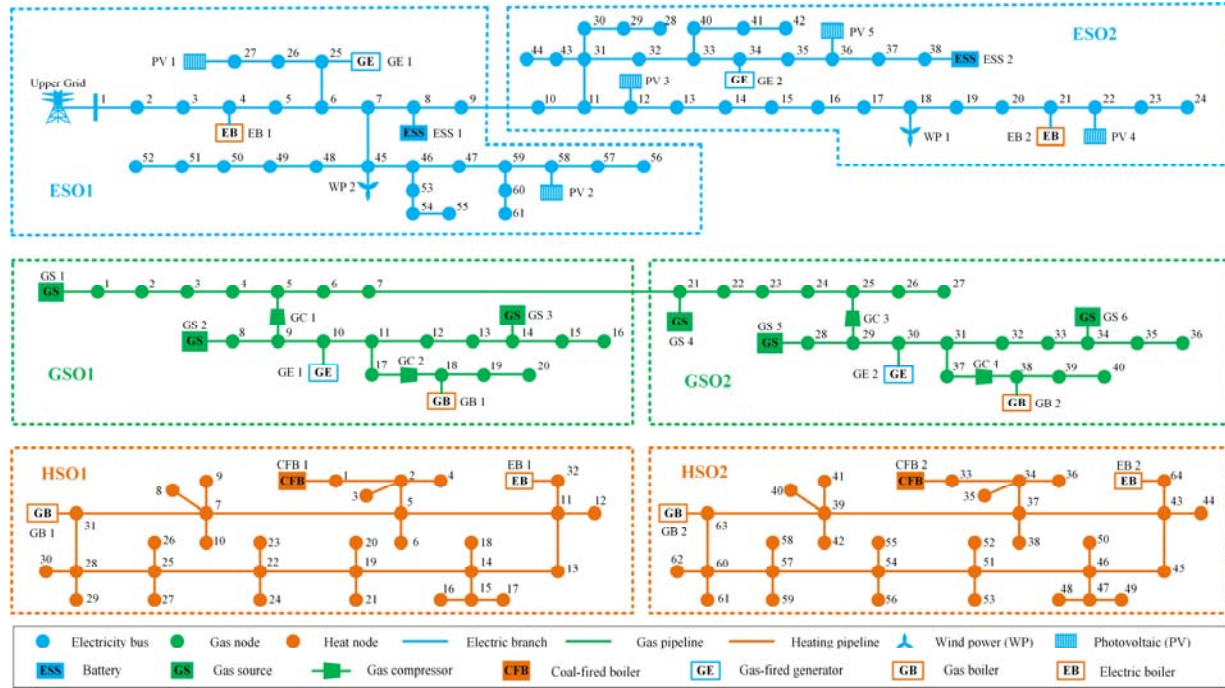 30 29 28 40 41 42 PV 5 ESO2
27 26 25 GE GE 1 44 43 31 32 33 34 35 36 37 38 ESS ESS 2
PV 1 PV 3 GE GE 2
Upper Grid
1 2 3 4 5 6 7 8 9 10 11 12 13 14 15 16 17 18 19 20 21 22 23 24
EB EB 1 ESS ESS 1 WP 1 EB 2 EB PV 4
52 51 50 49 48 45 46 47 59 58 57 56
ESO1 WP 2 53 60 PV 2
54 55 61
GS 1 1 2 3 4 5 6 7 21 22 23 24 25 26 27
GS GC 1 GS 3 GS GC 3 GS 6
GS 2 GS GS 4 GS 5 GS
GS 8 9 10 11 12 13 14 15 16 GS 28 29 30 31 32 33 34 35 36
GSO1 GE 1 GE 17 GC 2 18 19 20 GSO2 GE 2 GE 37 GC 4 38 39 40
GB GB 1 GB GB 2
HSO1 9 CFB 1 CFB 1 2 4 EB 1 EB 32 HSO2 41 CFB 2 CFB 33 34 36 EB 2 EB 64
8 3 40 35
GB GB 1 31 7 10 5 6 11 12 GB GB 2 63 39 42 37 38 43 44
26 23 20 18 58 55 52 50
30 28 25 22 19 14 13 62 60 57 54 51 46 45
29 27 24 21 16 15 17 61 59 56 53 48 47 49
Electricity bus Gas node Heat node Electric branch Gas pipeline Heating pipeline Wind power (WP) Photovoltaic (PV)
ESS Battery GS Gas source Gas compressor CFB Coal-fired boiler GE Gas-fired generator GB Gas boiler EB Electric boiler